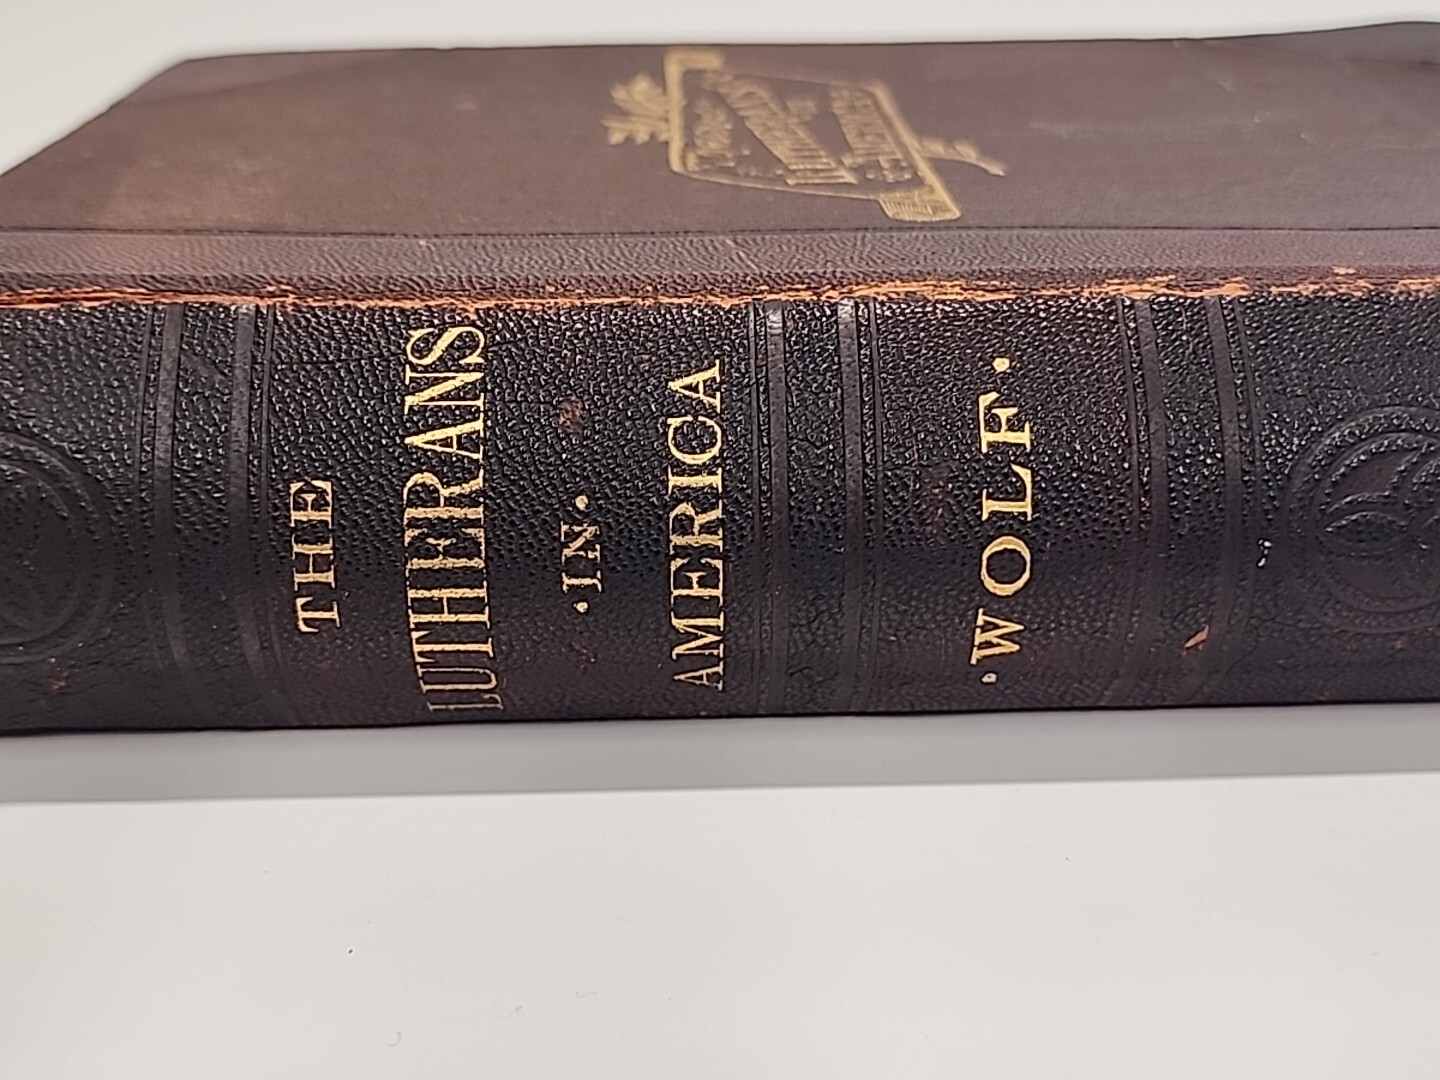 THE
LUTHERANS
·IN·
AMERICA
·WOLF·